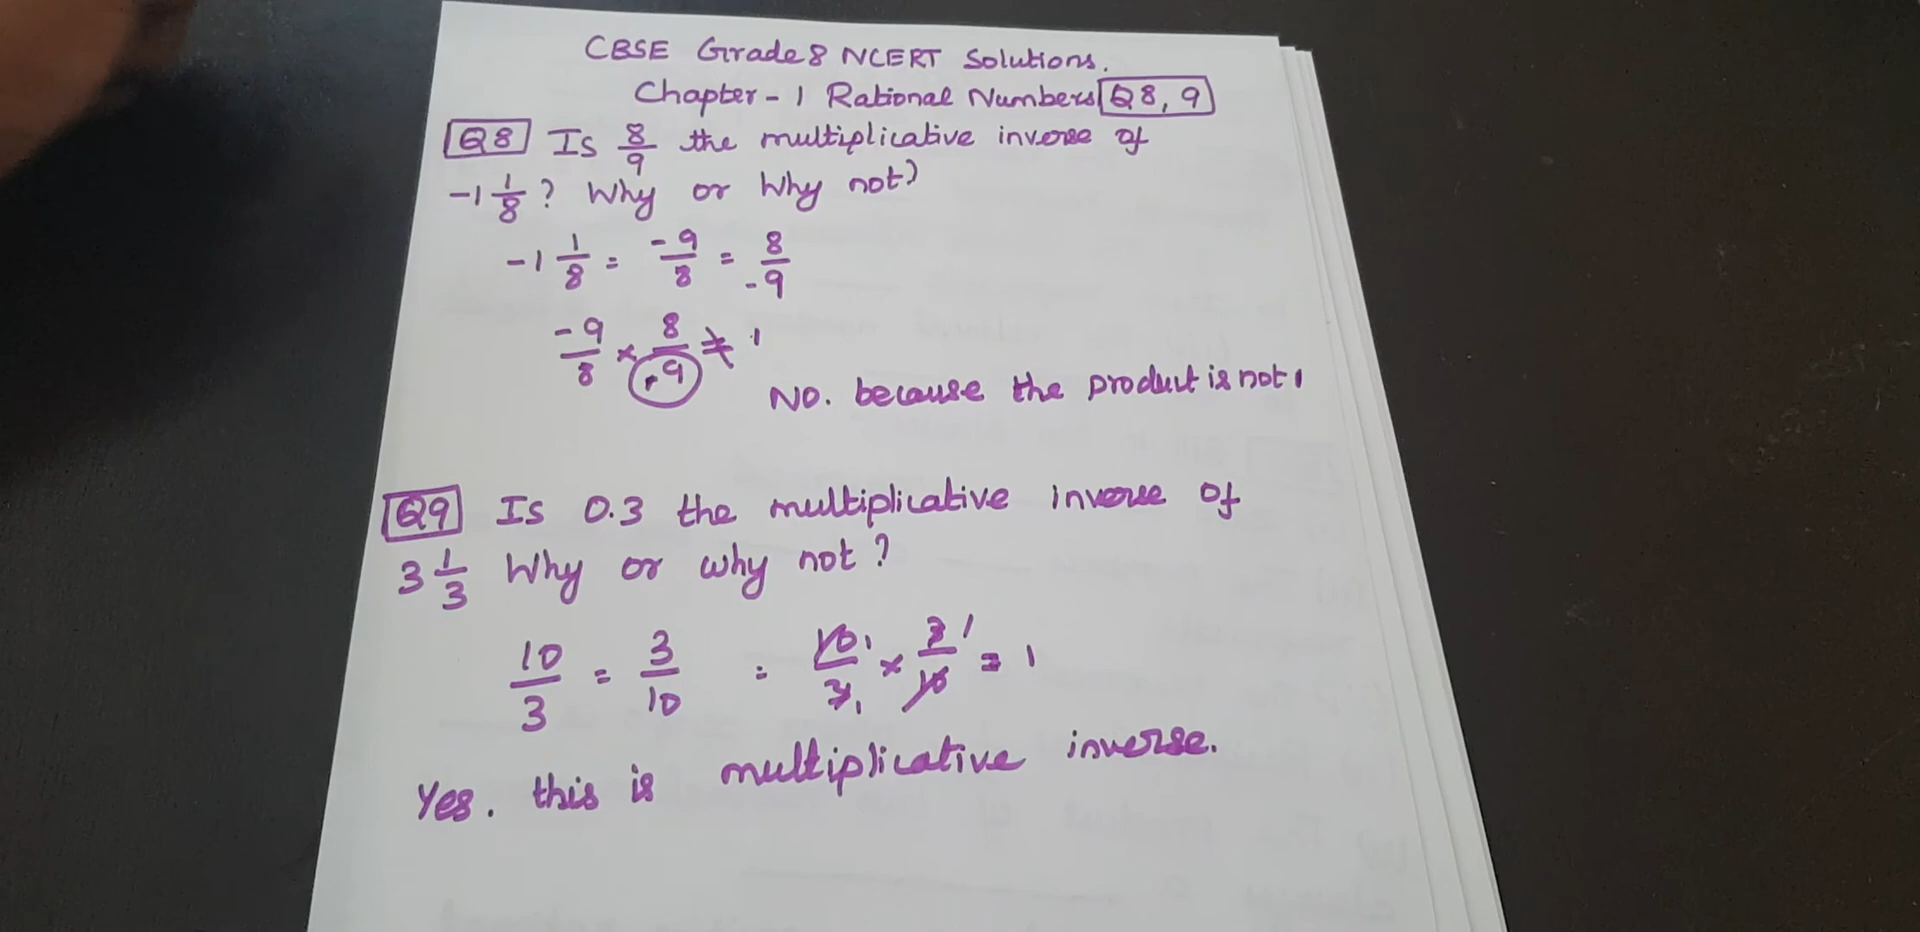 CBSE Grade 8 NCERT Solutions.
Chapter - 1 Rational Numbers Q8, 9
Q8 Is 8/9 the multiplicative inverse of
-1 1/8 ? Why or Why not?
-1 1/8 = -9/8 = 8/-9
-9/8 × 8/-9 ≠ 1
NO. because the product is not 1
Q9 Is 0.3 the multiplicative inverse of
3 1/3 Why or why not ?
10/3 = 3/10 = 10/3 × 3/10 = 1
Yes. this is multiplicative inverse.